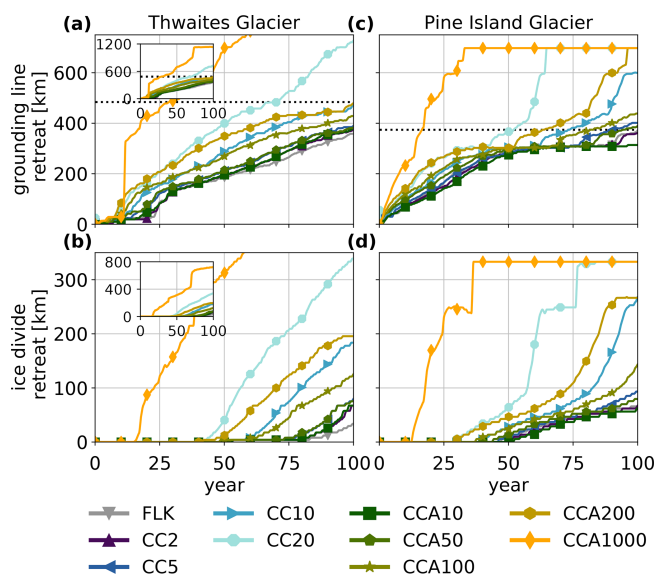 (a) Thwaites Glacier
(c) Pine Island Glacier
grounding line
retreat [km]
600
400
200
0
1200
600
0
0 50 100
(b)
(d)
ice divide
retreat [km]
300
200
100
0
800
400
0
0 50 100
0 25 50 75 100
0 25 50 75 100
year
year
FLK
CC2
CC5
CC10
CC20
CCA10
CCA50
CCA100
CCA200
CCA1000